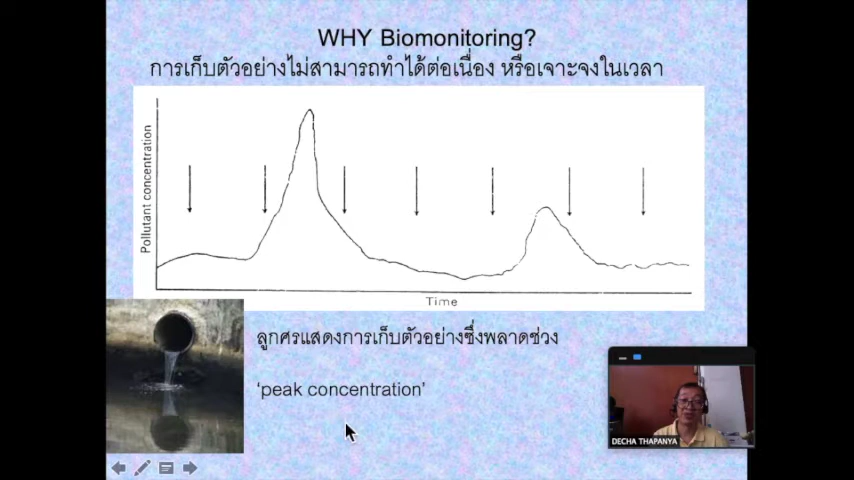 WHY Biomonitoring?
การเก็บตัวอย่างไม่สามารถทำได้ต่อเนื่อง หรือเจาะจงในเวลา
Pollutant concentration
Time
ลูกศรแสดงการเก็บตัวอย่างซึ่งพลาดช่วง
‘peak concentration’
DECHA THAPANYA